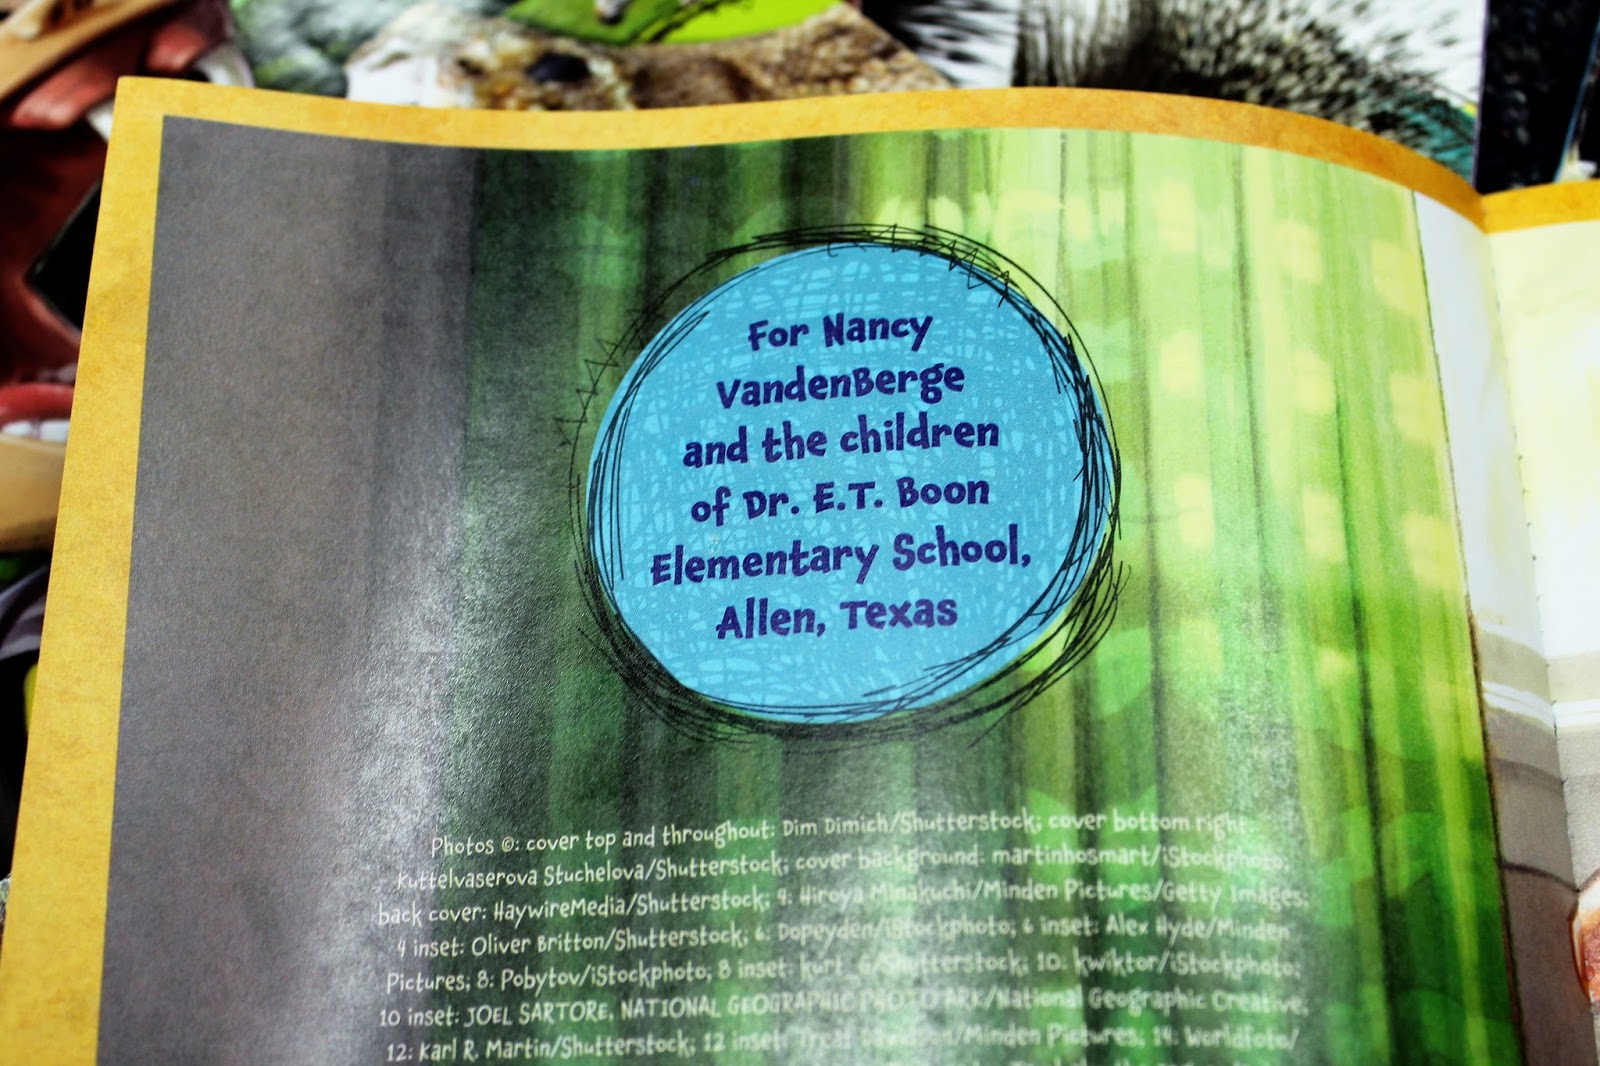 For Nancy
VandenBerge
and the children
of Dr. E.T. Boon
Elementary School,
Allen, Texas
Photos ©: cover top and throughout: Dim Dimich/Shutterstock; cover bottom right
Kuttelvaserova Stuchelova/Shutterstock; cover background: martinhosmart/iStockphoto;
back cover: HaywireMedia/Shutterstock; 4: Hiroya Minakuchi/Minden Pictures/Getty Images;
4 inset: Oliver Britton/Shutterstock; 6: Dopeyden/iStockphoto; 6 inset: Alex Hyde/Minden
Pictures; 8: Pobytov/iStockphoto; 8 inset: kurt_G/Shutterstock; 10: kwiktor/iStockphoto;
10 inset: JOEL SARTORE, NATIONAL GEOGRAPHIC PHOTO ARK/National Geographic Creative;
12: Karl R. Martin/Shutterstock; 12 inset: Davidson/Minden Pictures; 14: Worldfoto/